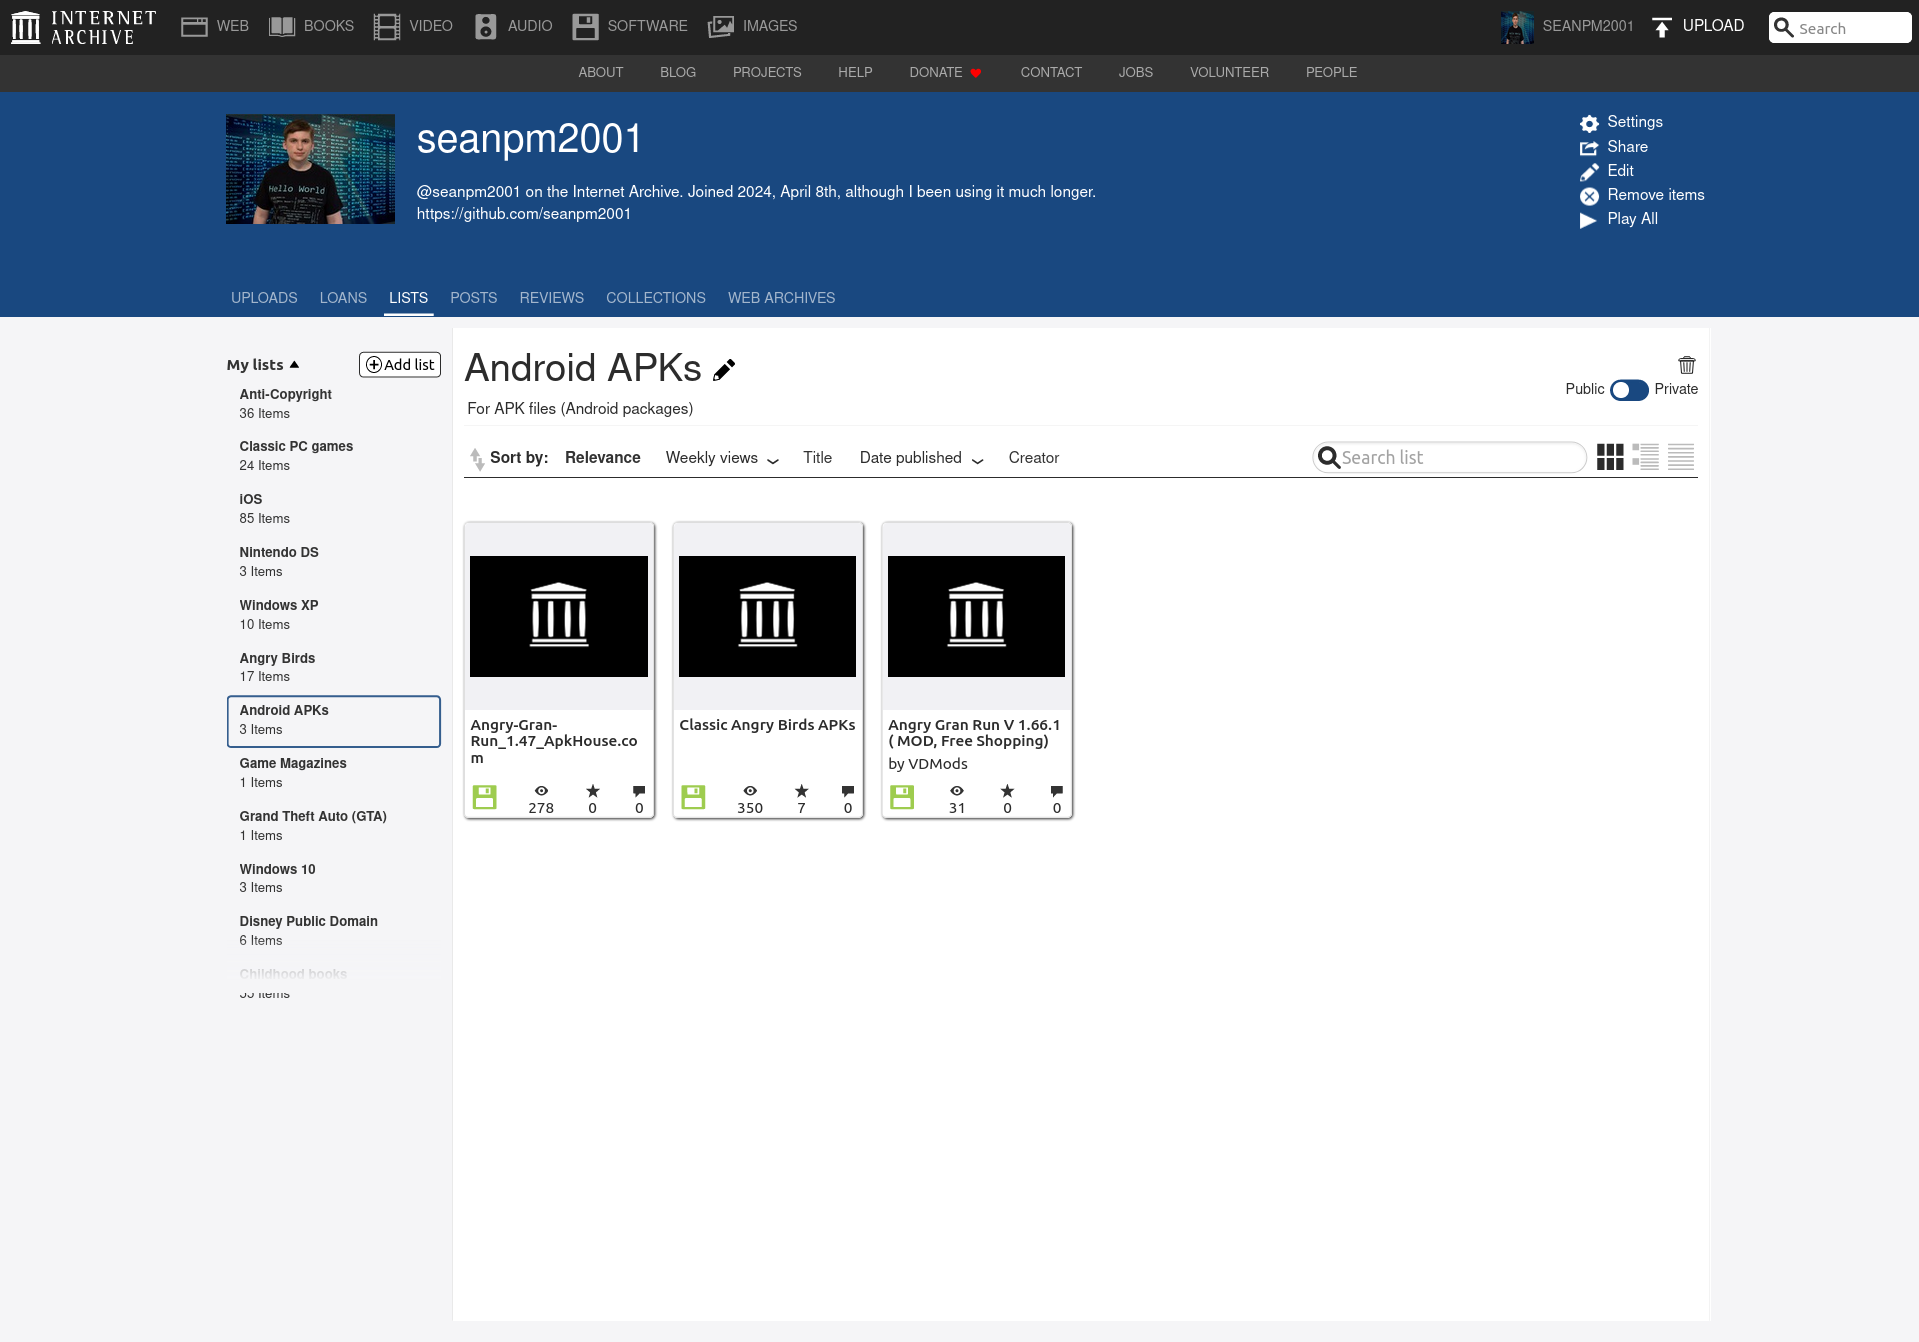 INTERNET ARCHIVE
WEB BOOKS VIDEO AUDIO SOFTWARE IMAGES
SEANPM2001 UPLOAD Search
ABOUT BLOG PROJECTS HELP DONATE CONTACT JOBS VOLUNTEER PEOPLE
Hello World
seanpm2001
@seanpm2001 on the Internet Archive. Joined 2024, April 8th, although I been using it much longer.
https://github.com/seanpm2001
Settings
Share
Edit
Remove items
Play All
UPLOADS LOANS LISTS POSTS REVIEWS COLLECTIONS WEB ARCHIVES
My lists Add list
Anti-Copyright
36 Items
Classic PC games
24 Items
iOS
85 Items
Nintendo DS
3 Items
Windows XP
10 Items
Angry Birds
17 Items
Android APKs
3 Items
Game Magazines
1 Items
Grand Theft Auto (GTA)
1 Items
Windows 10
3 Items
Disney Public Domain
6 Items
Childhood books
Items
Android APKs
For APK files (Android packages)
Public Private
Sort by: Relevance Weekly views Title Date published Creator
Search list
Angry-Gran-
Run_1.47_ApkHouse.co
m
278 0 0
Classic Angry Birds APKs
350 7 0
Angry Gran Run V 1.66.1
( MOD, Free Shopping)
by VDMods
31 0 0